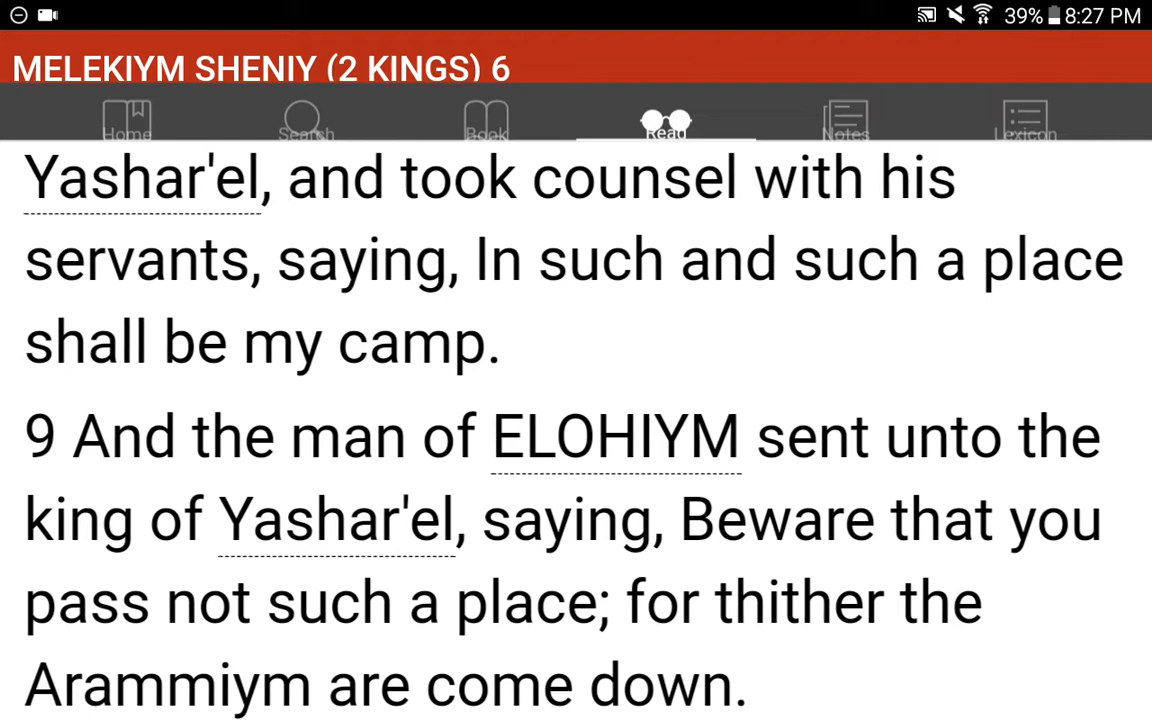 39% 8:27 PM
MELEKIYM SHENIY (2 KINGS) 6
Home Search Book Read Notes Lexicon
Yashar'el, and took counsel with his
servants, saying, In such and such a place
shall be my camp.
9 And the man of ELOHIYM sent unto the
king of Yashar'el, saying, Beware that you
pass not such a place; for thither the
Arammiym are come down.